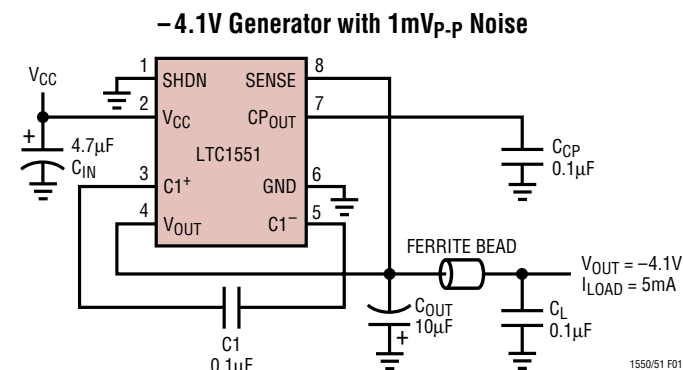 –4.1V Generator with 1mVP-P Noise
VCC
+
4.7µF
CIN
1
SHDN
2
VCC
3
C1+
4
VOUT
LTC1551
SENSE
8
CPOUT
7
GND
6
C1–
5
CCP
0.1µF
FERRITE BEAD
VOUT = –4.1V
ILOAD = 5mA
COUT
10µF
+
CL
0.1µF
C1
0.1µF
1550/51 F01